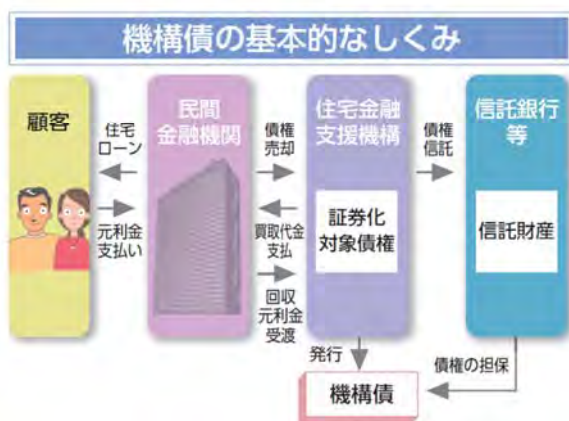 機構債の基本的なしくみ
顧客
住宅
ローン
元利金
支払い
民間
金融機関
債権
売却
買取代金
支払
回収
元利金
受渡
住宅金融
支援機構
証券化
対象債権
債権
信託
信託銀行
等
信託財産
発行
債権の担保
機構債